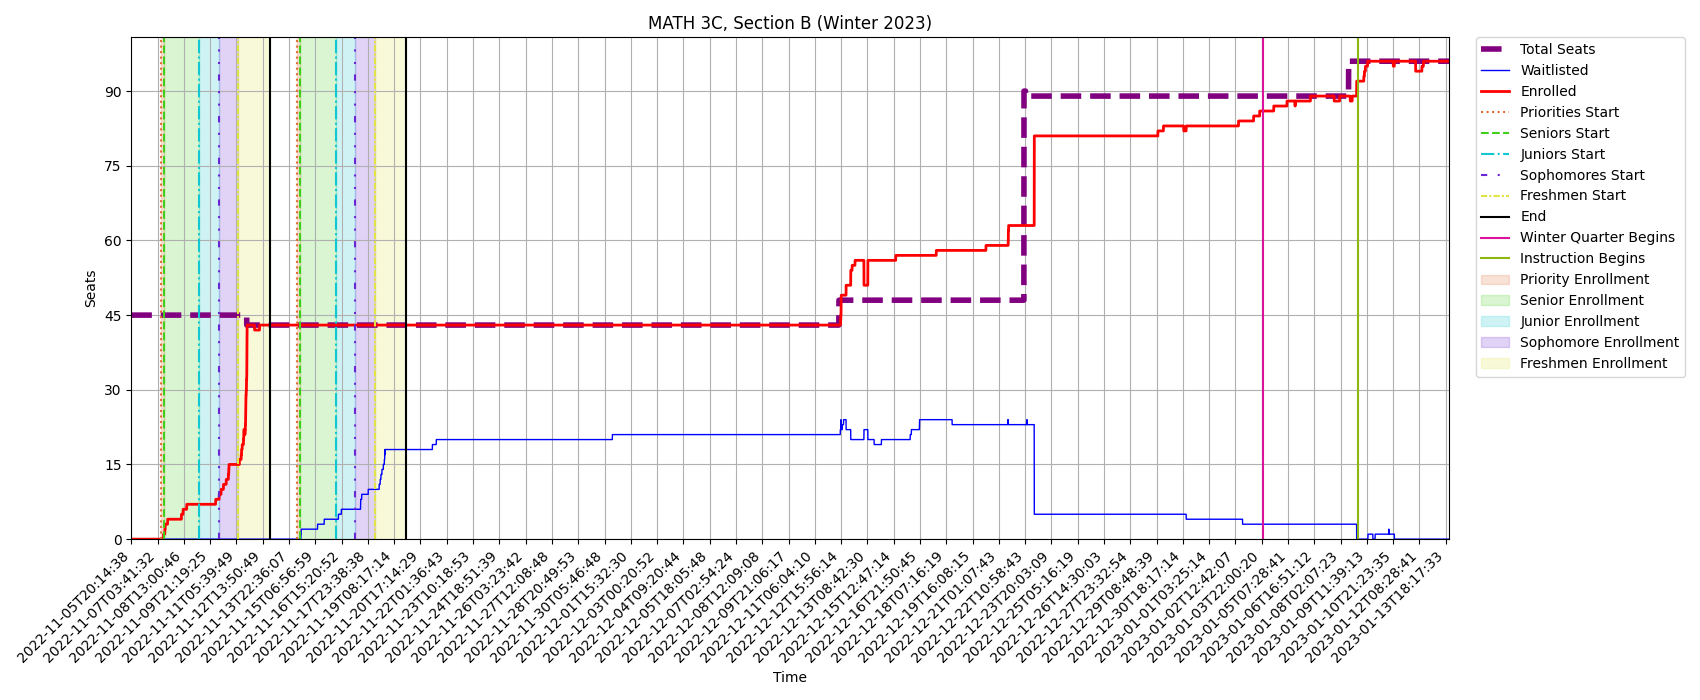 MATH 3C, Section B (Winter 2023)
Seats
90
75
60
45
30
15
0
2022-11-05T20:14:38
2022-11-07T03:41:32
2022-11-08T13:00:46
2022-11-09T21:19:25
2022-11-11T05:39:49
2022-11-12T13:50:49
2022-11-13T22:36:07
2022-11-15T06:56:59
2022-11-16T15:20:52
2022-11-17T23:38:38
2022-11-19T08:17:14
2022-11-20T17:14:29
2022-11-22T01:36:43
2022-11-23T10:18:53
2022-11-24T18:51:39
2022-11-26T03:23:42
2022-11-27T12:08:48
2022-11-28T20:49:53
2022-11-30T05:46:48
2022-12-01T15:32:30
2022-12-03T00:20:52
2022-12-04T09:20:44
2022-12-05T18:05:48
2022-12-07T02:54:24
2022-12-08T12:09:08
2022-12-09T21:06:17
2022-12-11T06:04:10
2022-12-12T15:56:14
2022-12-14T13:08:42:30
2022-12-15T12:47:14
2022-12-16T21:50:45
2022-12-18T07:16:19
2022-12-19T16:08:15
2022-12-21T01:07:43
2022-12-22T10:58:43
2022-12-23T20:03:09
2022-12-25T05:16:19
2022-12-26T14:30:03
2022-12-27T23:32:54
2022-12-29T08:48:39
2022-12-30T18:17:14
2023-01-01T03:25:14
2023-01-02T12:42:07
2023-01-03T22:00:20
2023-01-05T07:28:41
2023-01-06T16:51:12
2023-01-08T02:07:23
2023-01-09T11:39:13
2023-01-10T21:23:35
2023-01-12T08:28:41
2023-01-13T18:17:33
Time
Total Seats
Waitlisted
Enrolled
Priorities Start
Seniors Start
Juniors Start
Sophomores Start
Freshmen Start
End
Winter Quarter Begins
Instruction Begins
Priority Enrollment
Senior Enrollment
Junior Enrollment
Sophomore Enrollment
Freshmen Enrollment